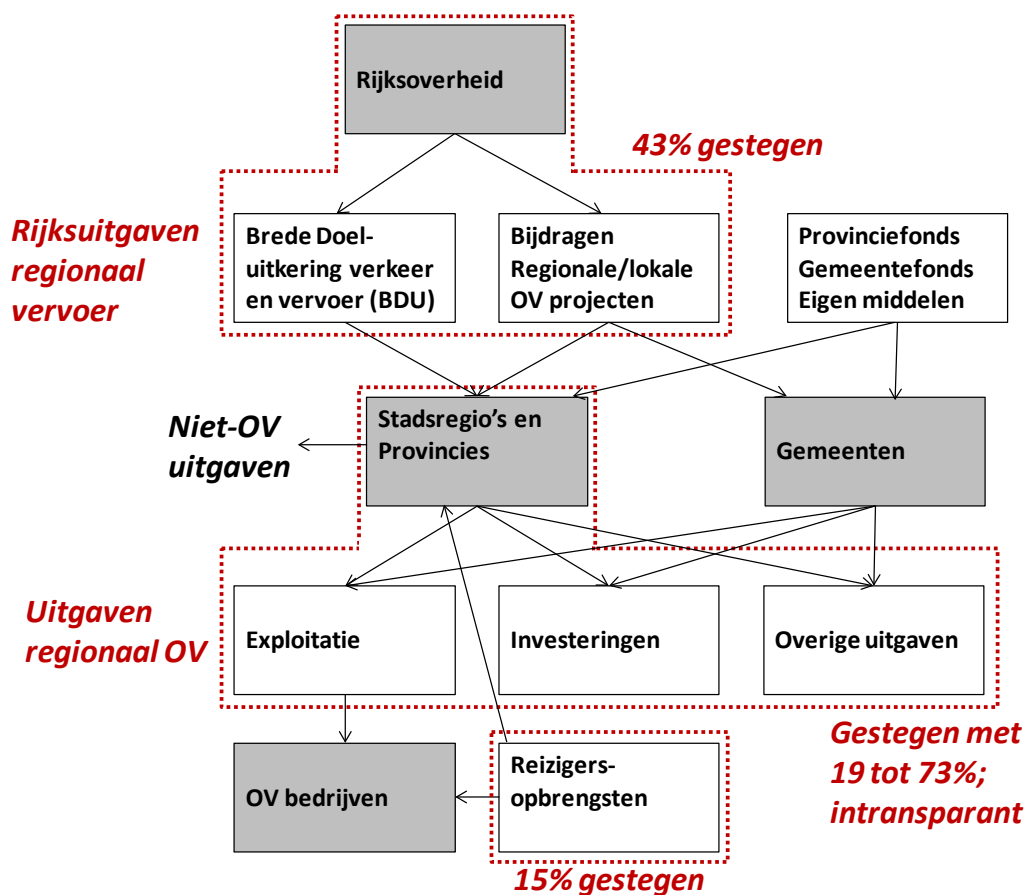 Rijksoverheid
43% gestegen
Rijksuitgaven
regionaal
vervoer
Brede Doel-
uitkering verkeer
en vervoer (BDU)
Bijdragen
Regionale/lokale
OV projecten
Provinciefonds
Gemeentefonds
Eigen middelen
Niet-OV
uitgaven
Stadsregio's en
Provincies
Gemeenten
Uitgaven
regionaal OV
Exploitatie
Investeringen
Overige uitgaven
OV bedrijven
Reizigers-
opbrengsten
Gestegen met
19 tot 73%;
intransparant
15% gestegen